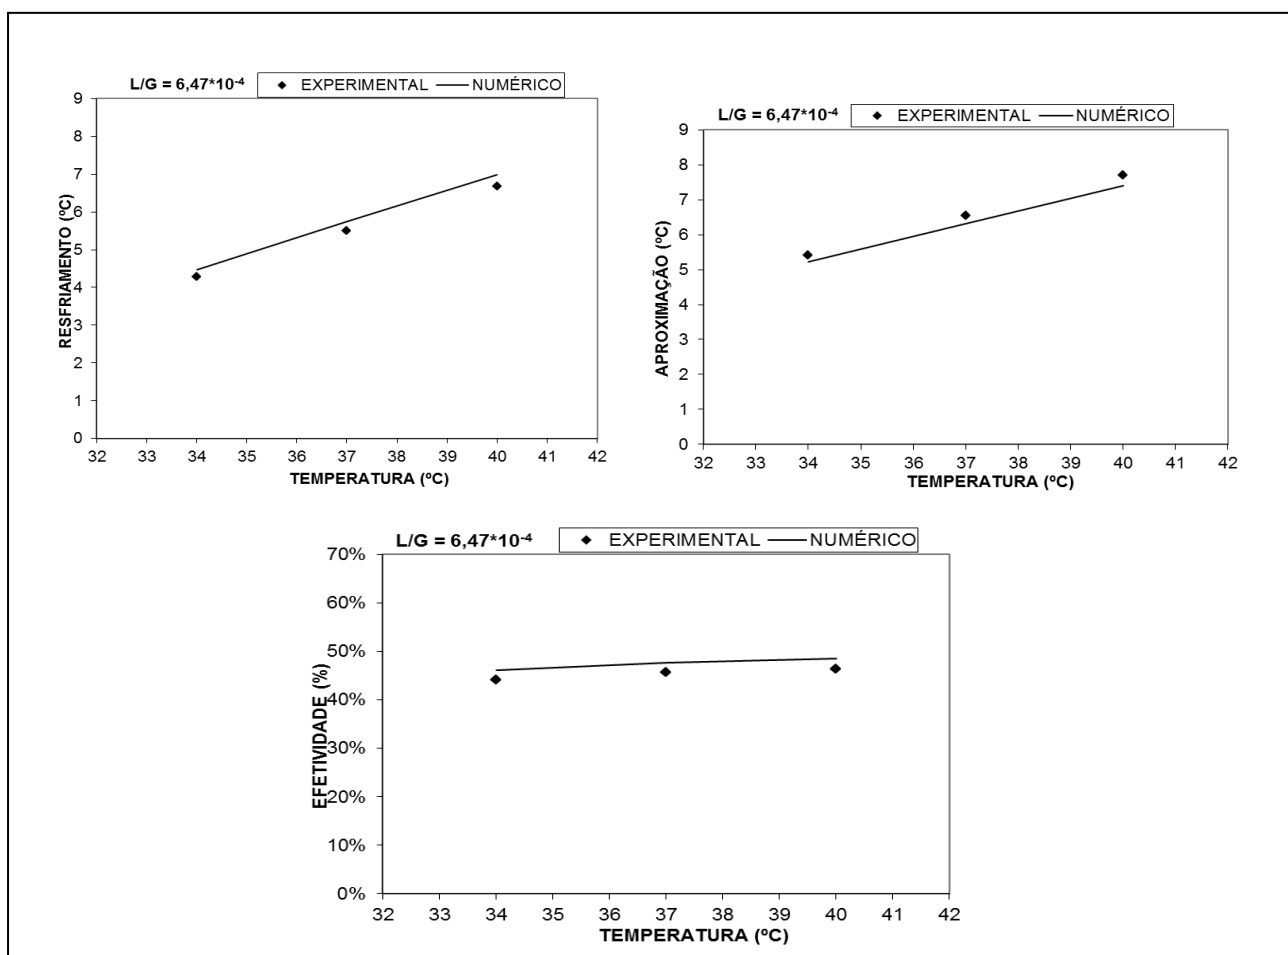 L/G = 6,47*10-4 EXPERIMENTAL NUMÉRICO
9
8
7
6
5
4
3
2
1
0
RESFRIAMENTO (ºC)
32 33 34 35 36 37 38 39 40 41 42
TEMPERATURA (ºC)
L/G = 6,47*10-4 EXPERIMENTAL NUMÉRICO
9
8
7
6
5
4
3
2
1
0
APROXIMAÇÃO (ºC)
32 33 34 35 36 37 38 39 40 41 42
TEMPERATURA (ºC)
L/G = 6,47*10-4 EXPERIMENTAL NUMÉRICO
70%
60%
50%
40%
30%
20%
10%
0%
EFETIVIDADE (%)
32 33 34 35 36 37 38 39 40 41 42
TEMPERATURA (ºC)